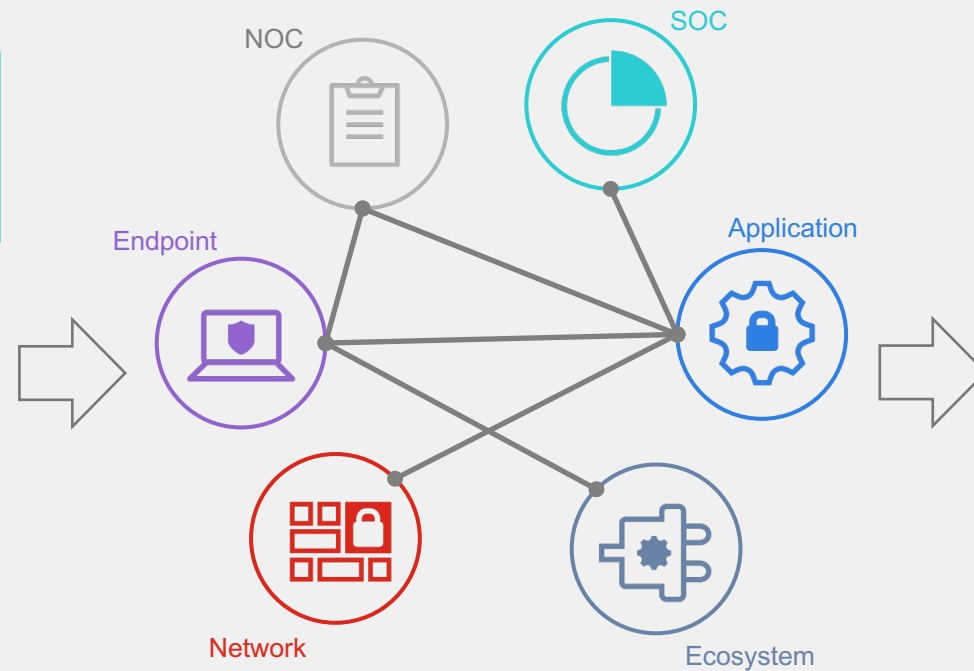 SOC
NOC
Application
Endpoint
Network
Ecosystem